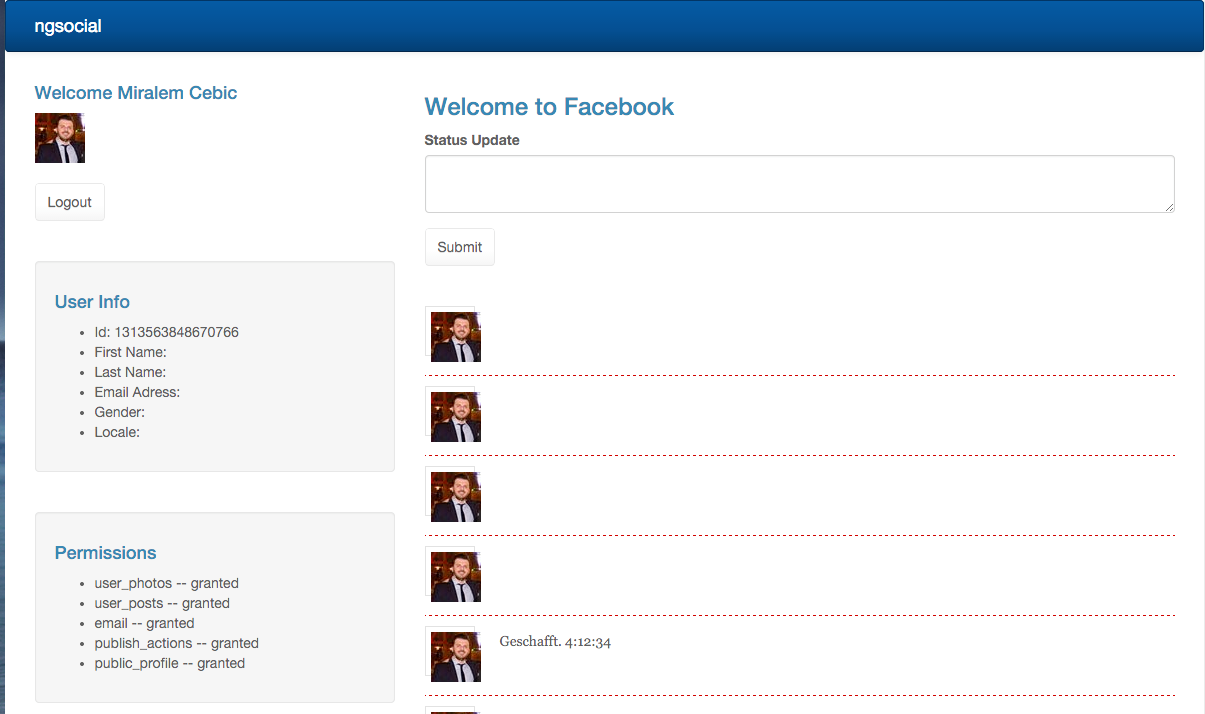 ngsocial
Welcome Miralem Cebic
Logout
User Info
Id: 1313563848670766
First Name:
Last Name:
Email Adress:
Gender:
Locale:
Permissions
user_photos -- granted
user_posts -- granted
email -- granted
publish_actions -- granted
public_profile -- granted
Welcome to Facebook
Status Update
Submit
Geschafft. 4:12:34